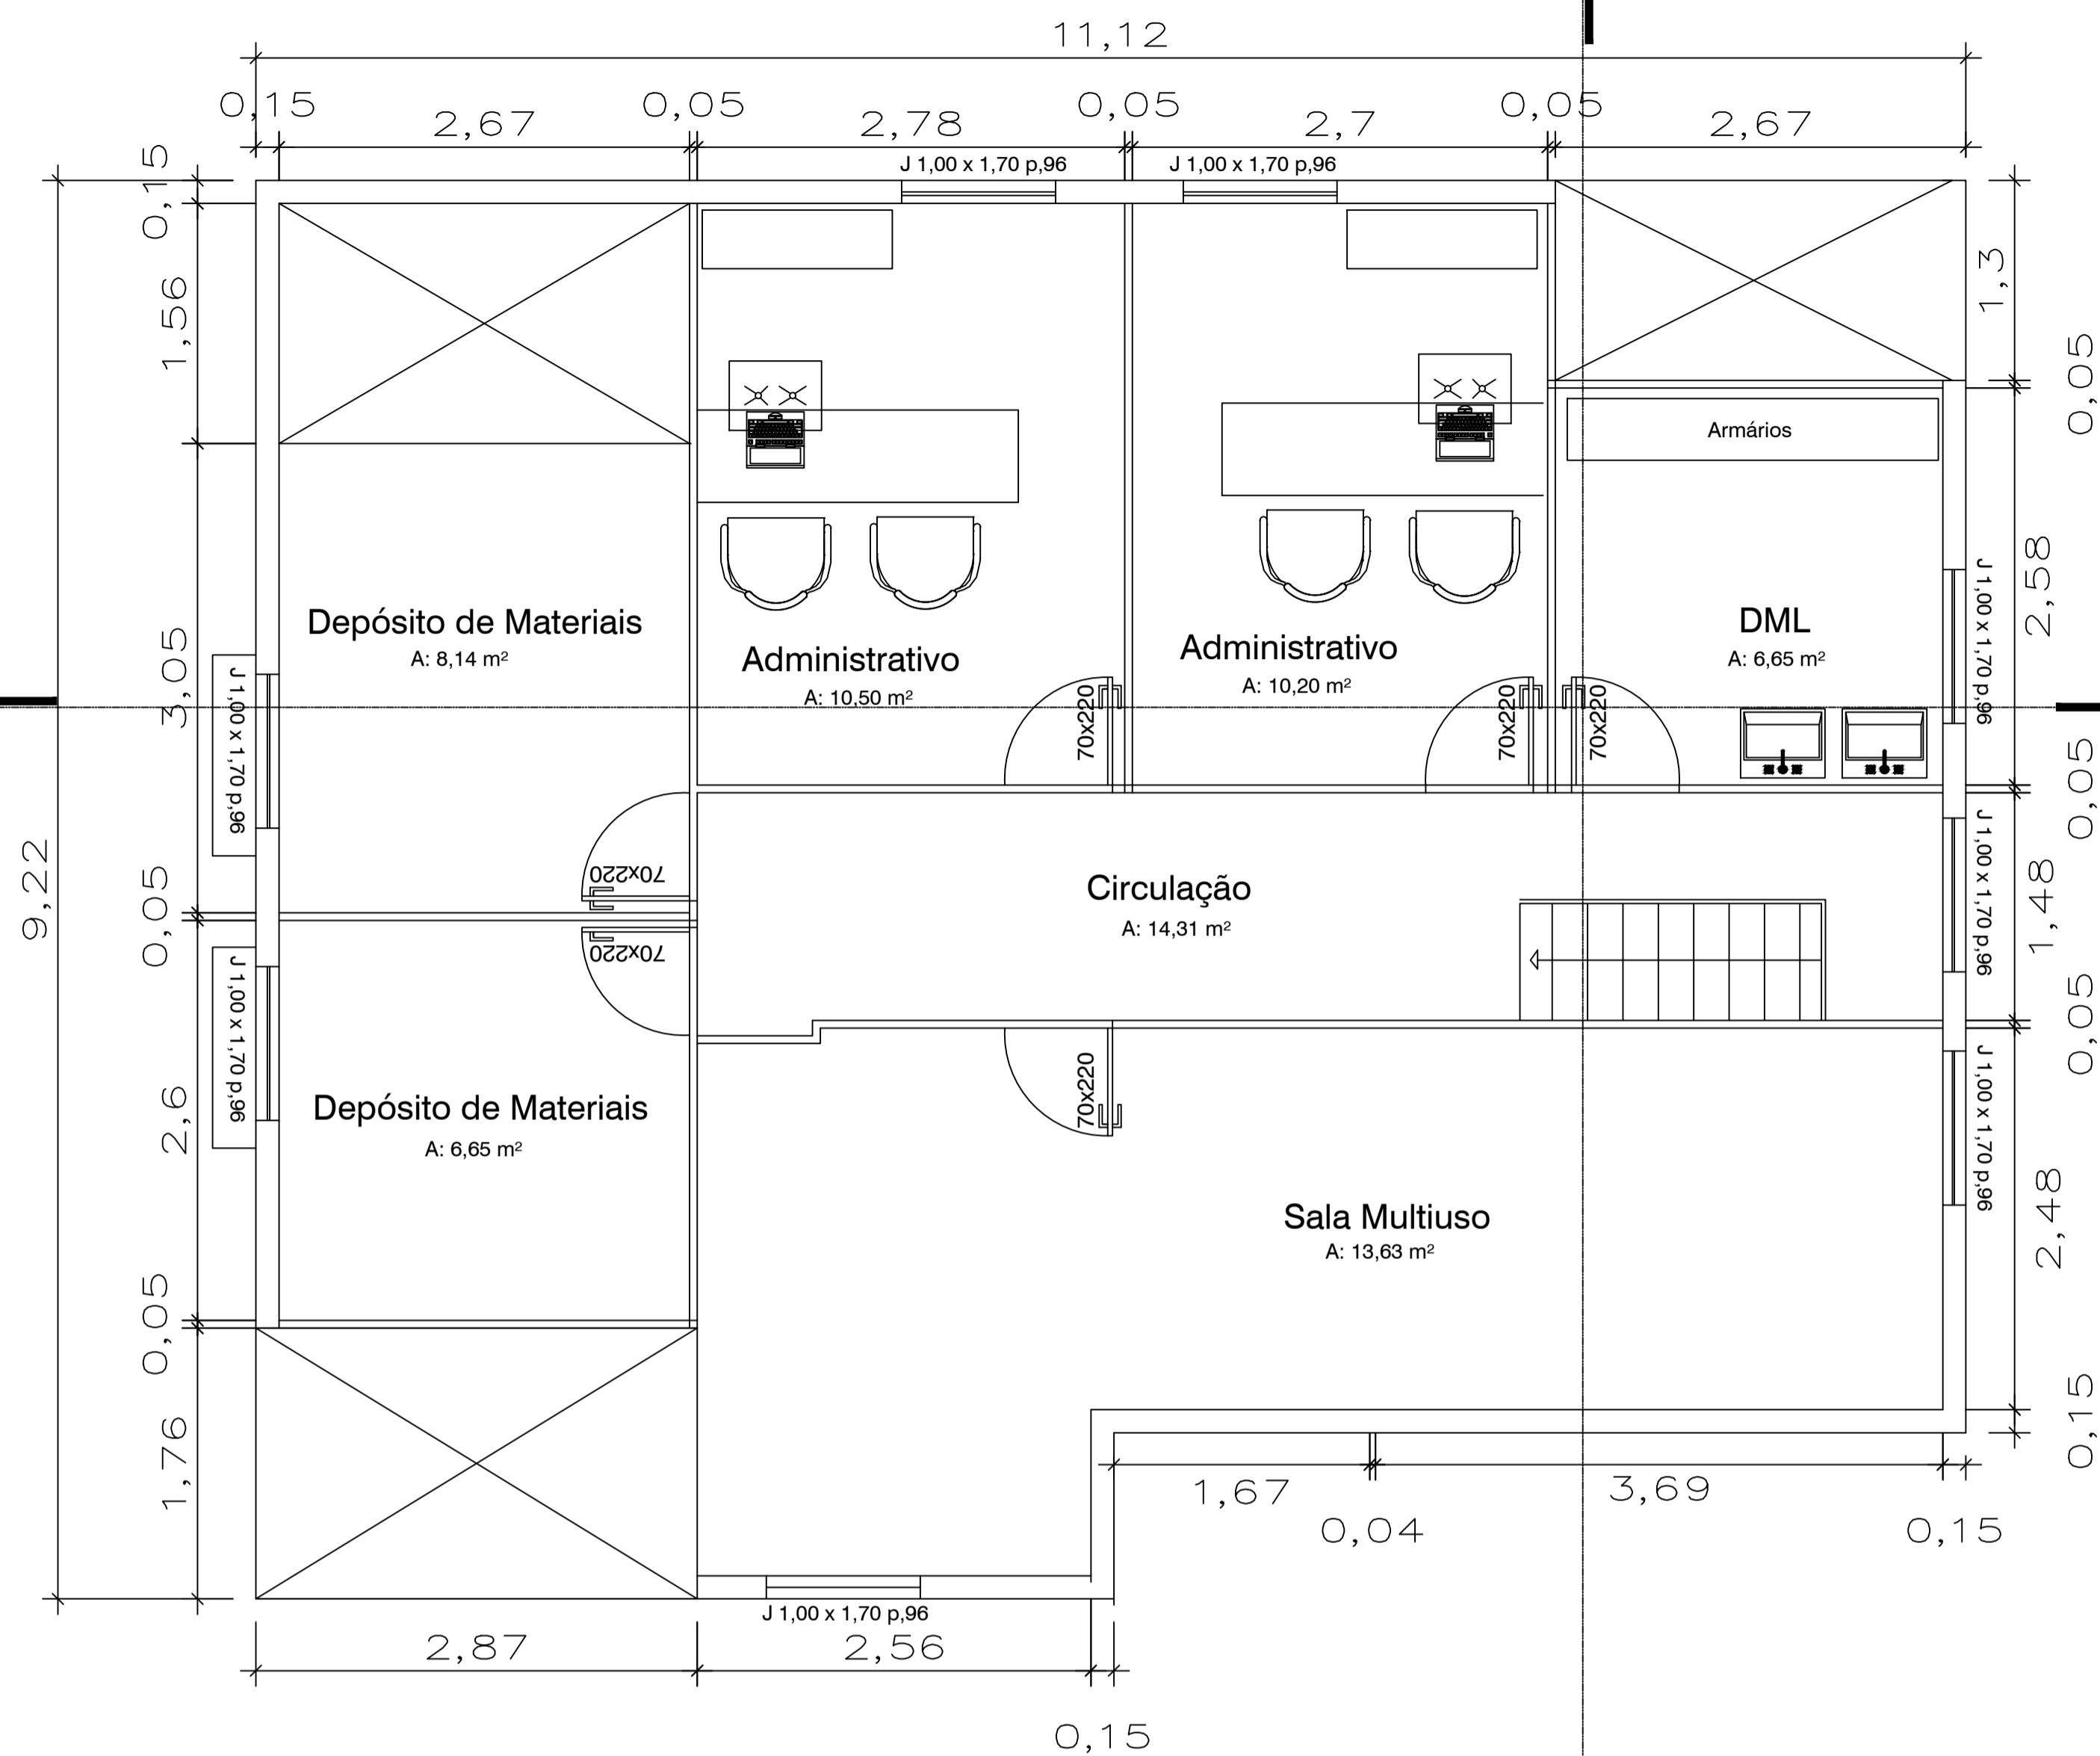 11,12
0,15
2,67
0,05
2,78
0,05
2,7
0,05
2,67
J 1,00 x 1,70 p,96
J 1,00 x 1,70 p,96
0,15
1,56
3,05
0,05
2,6
0,05
1,76
9,22
1,3
0,05
2,58
0,05
1,48
0,05
2,48
0,15
Armários
Depósito de Materiais
A: 8,14 m²
Administrativo
A: 10,50 m²
Administrativo
A: 10,20 m²
DML
A: 6,65 m²
J 1,00 x 1,70 p,96
J 1,00 x 1,70 p,96
70x220
70x220
70x220
70x220
70x220
Circulação
A: 14,31 m²
J 1,00 x 1,70 p,96
J 1,00 x 1,70 p,96
Depósito de Materiais
A: 6,65 m²
70x220
J 1,00 x 1,70 p,96
Sala Multiuso
A: 13,63 m²
1,67
0,04
3,69
0,15
J 1,00 x 1,70 p,96
2,87
2,56
0,15